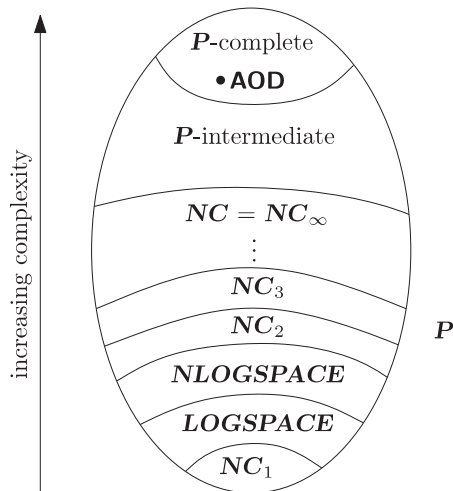 P-complete
• AOD
P-intermediate
NC = NC∞
⋮
NC₃
NC₂
P
NLOGSPACE
LOGSPACE
NC₁
increasing complexity